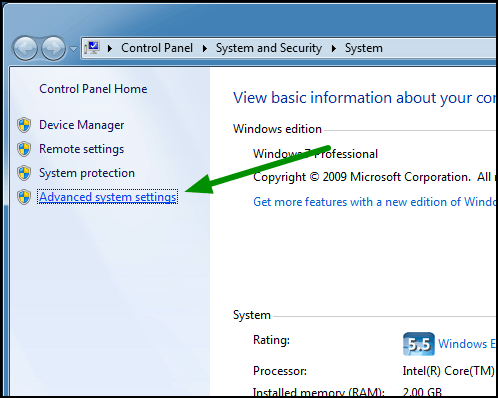 Control Panel ▸ System and Security ▸ System
Control Panel Home
Device Manager
Remote settings
System protection
Advanced system settings
View basic information about your co
Windows edition
Windows 7 Professional
Copyright © 2009 Microsoft Corporation. All r
Get more features with a new edition of Windo
System
Rating:
5.5
Windows E
Processor:
Intel(R) Core(TM)
Installed memory (RAM):
2.00 GB